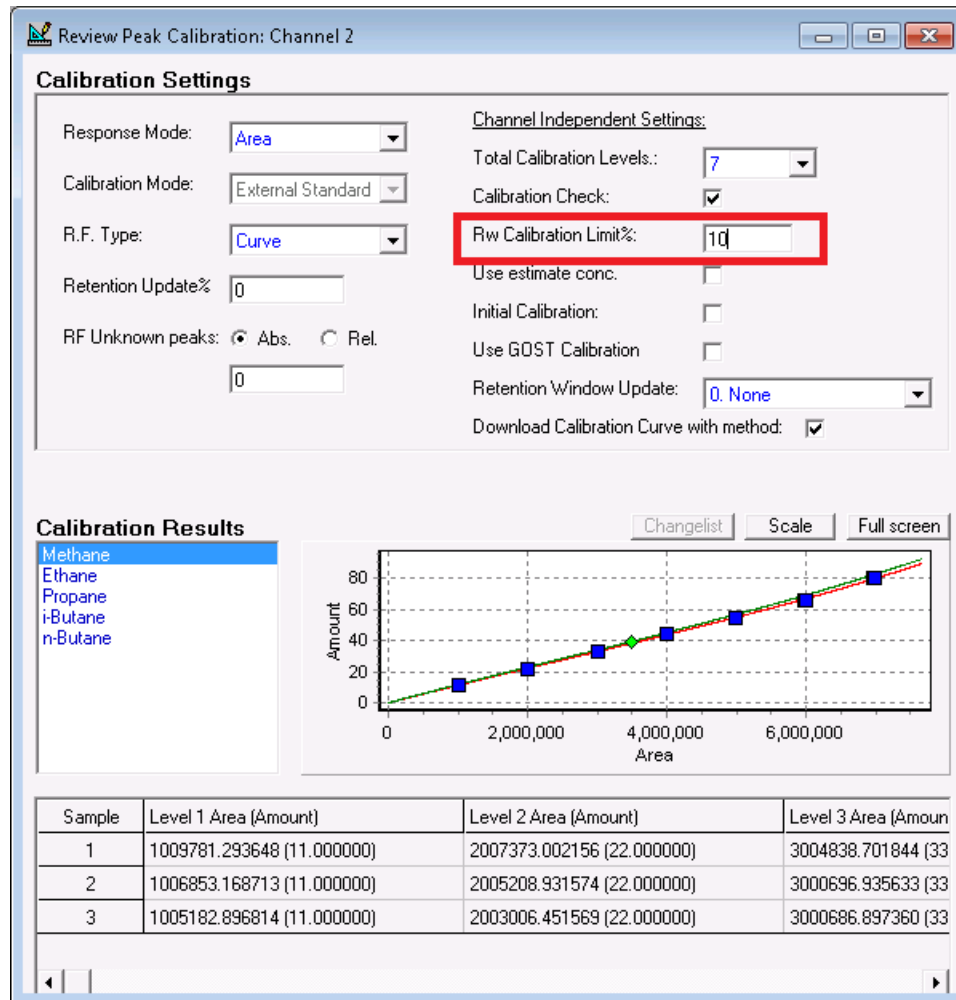 Review Peak Calibration: Channel 2
Calibration Settings
Response Mode: Area
Calibration Mode: External Standard
R.F. Type: Curve
Retention Update% 0
RF Unknown peaks: Abs. Rel.
0
Channel Independent Settings:
Total Calibration Levels.: 7
Calibration Check:
Rw Calibration Limit%: 10
Use estimate conc.
Initial Calibration:
Use GOST Calibration
Retention Window Update: 0. None
Download Calibration Curve with method:
Calibration Results
Changelist Scale Full screen
Methane
Ethane
Propane
i-Butane
n-Butane
Amount
80
60
40
20
0
0 2,000,000 4,000,000 6,000,000
Area
Sample Level 1 Area (Amount) Level 2 Area (Amount) Level 3 Area (Amoun
1 1009781.293648 (11.000000) 2007373.002156 (22.000000) 3004838.701844 (33
2 1006853.168713 (11.000000) 2005208.931574 (22.000000) 3000696.935633 (33
3 1005182.896814 (11.000000) 2003006.451569 (22.000000) 3000686.897360 (33